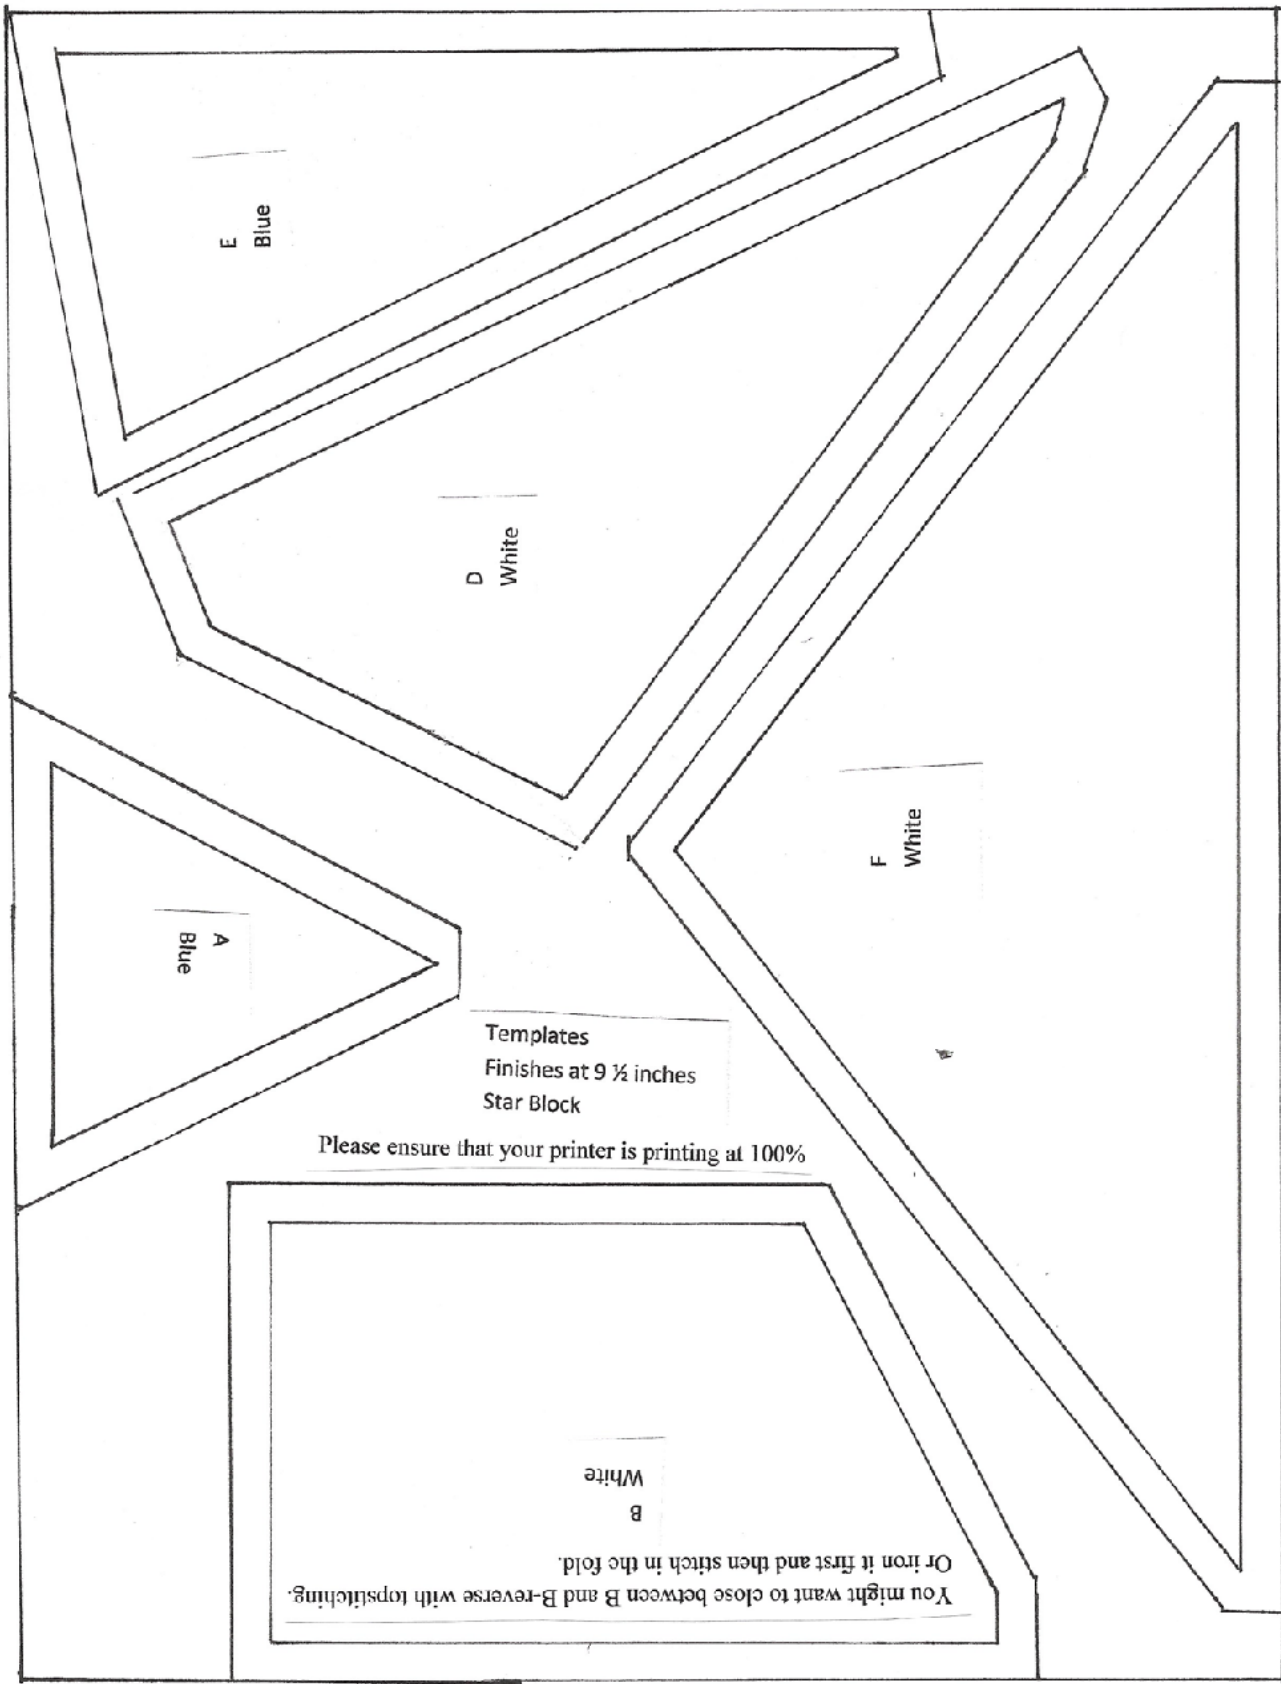 E
Blue
D
White
F
White
A
Blue
Templates
Finishes at 9 ½ inches
Star Block
Please ensure that your printer is printing at 100%
B
White
You might want to close between B and B-reverse with topstitching.
Or iron it first and then stitch in the fold.